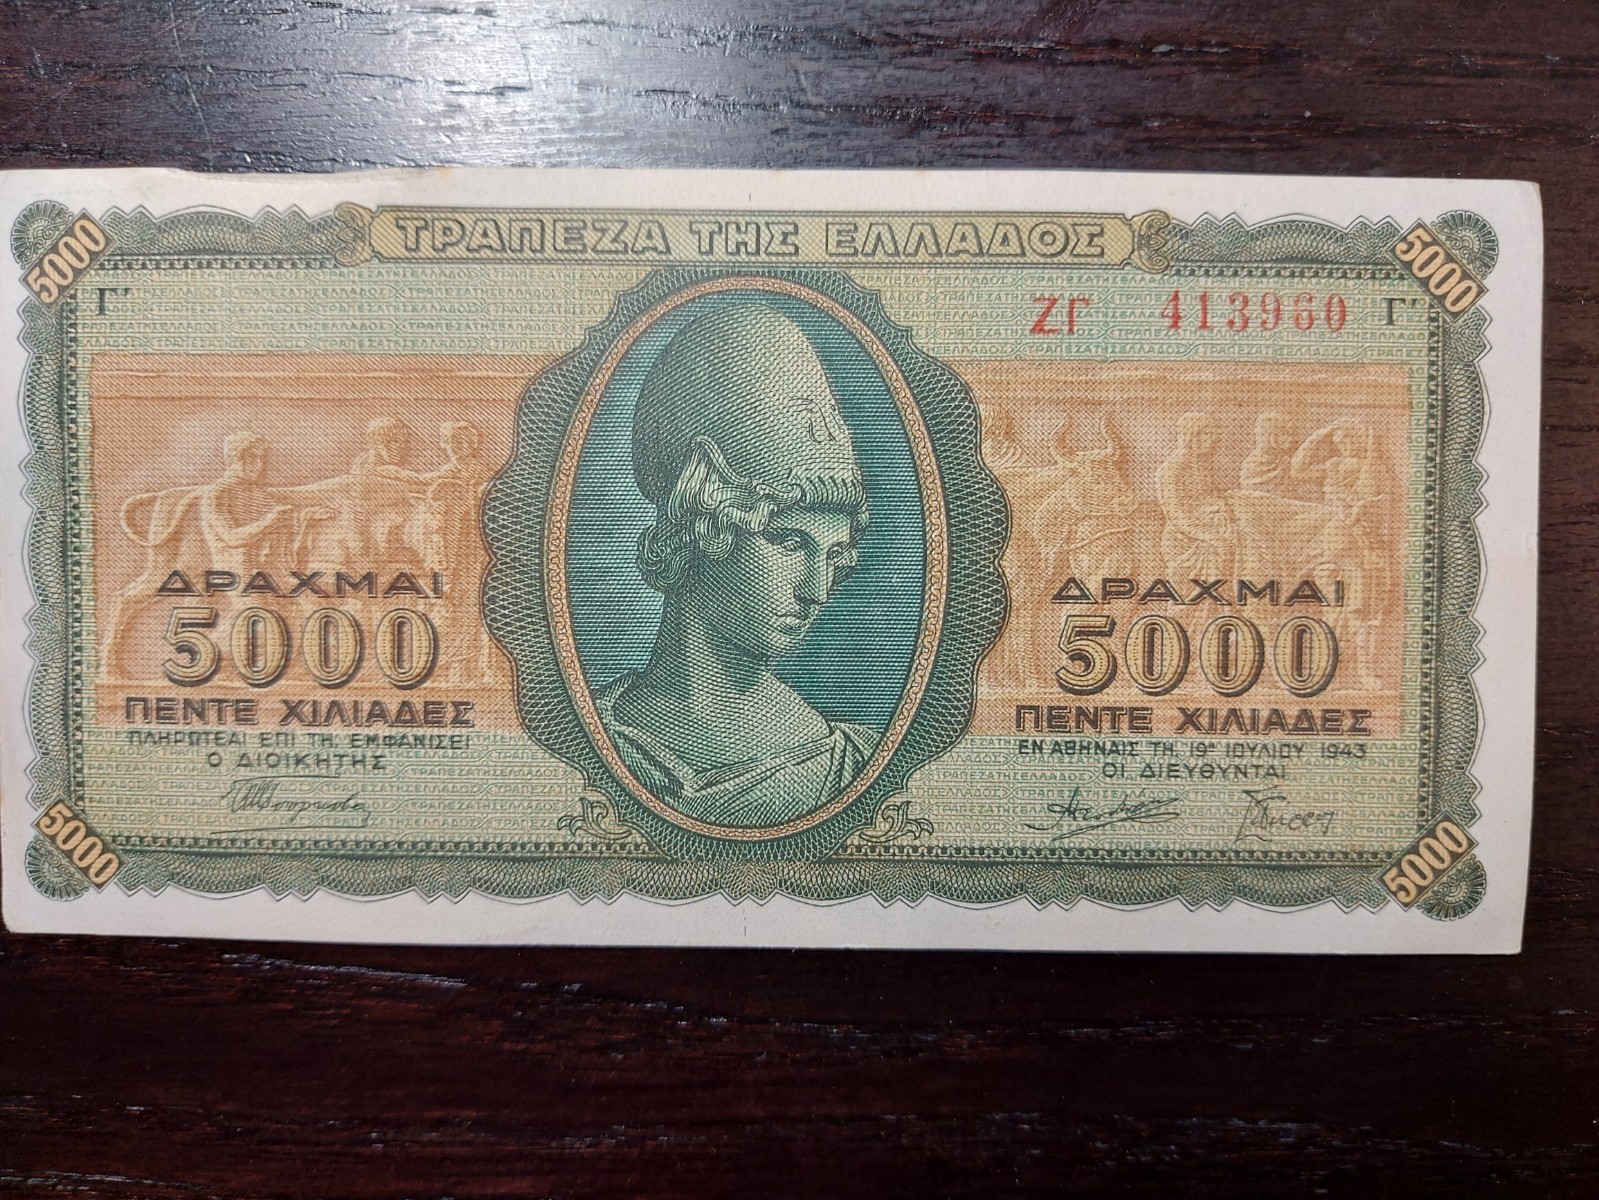 ΤΡΑΠΕΖΑ ΤΗΣ ΕΛΛΑΔΟΣ
5000
5000
Γ′
ΖΓ 413960 Γ′
ΔΡΑΧΜΑΙ
5000
ΠΕΝΤΕ ΧΙΛΙΑΔΕΣ
ΠΛΗΡΩΤΕΑΙ ΕΠΙ ΤΗ ΕΜΦΑΝΙΣΕΙ
Ο ΔΙΟΙΚΗΤΗΣ
ΔΡΑΧΜΑΙ
5000
ΠΕΝΤΕ ΧΙΛΙΑΔΕΣ
ΕΝ ΑΘΗΝΑΙΣ ΤΗ 19ῃ ΙΟΥΛΙΟΥ 1943
ΟΙ ΔΙΕΥΘΥΝΤΑΙ
5000
5000